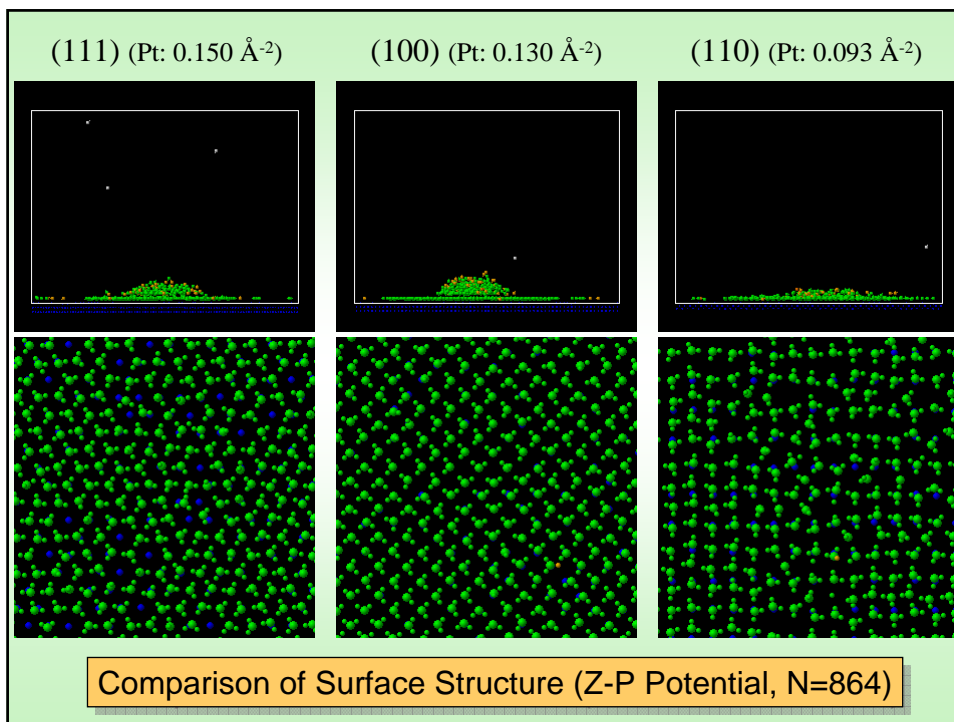 (111) (Pt: 0.150 Å-2)
(100) (Pt: 0.130 Å-2)
(110) (Pt: 0.093 Å-2)
Comparison of Surface Structure (Z-P Potential, N=864)